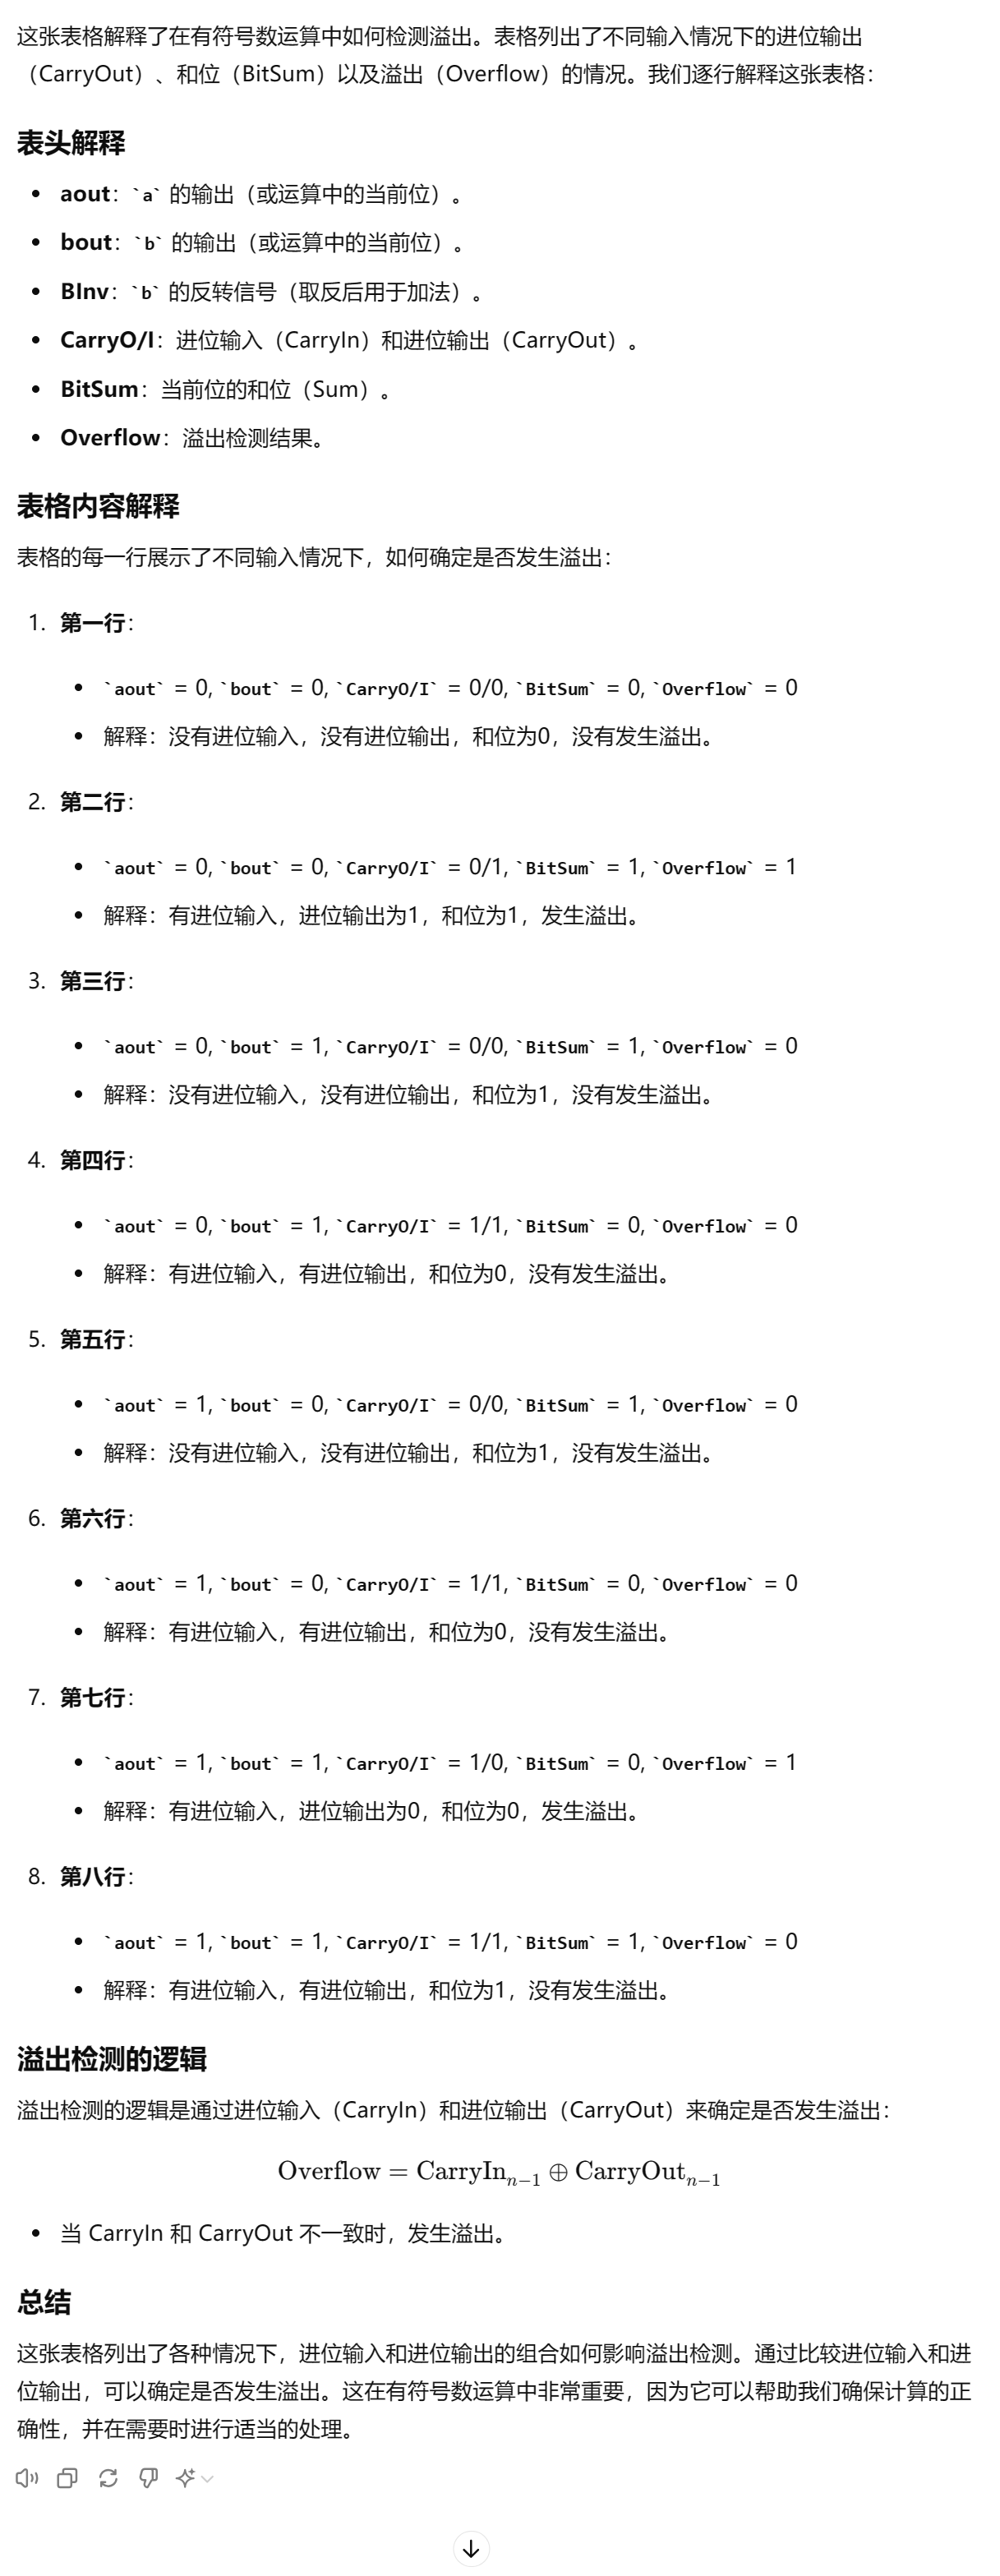 这张表格解释了在有符号数运算中如何检测溢出。表格列出了不同输入情况下的进位输出
（CarryOut）、和位（BitSum）以及溢出（Overflow）的情况。我们逐行解释这张表格：
表头解释
• aout：`a` 的输出（或运算中的当前位）。
• bout：`b` 的输出（或运算中的当前位）。
• BInv：`b` 的反转信号（取反后用于加法）。
• CarryO/I：进位输入（CarryIn）和进位输出（CarryOut）。
• BitSum：当前位的和位（Sum）。
• Overflow：溢出检测结果。
表格内容解释
表格的每一行展示了不同输入情况下，如何确定是否发生溢出：
1. 第一行：
• `aout` = 0, `bout` = 0, `CarryO/I` = 0/0, `BitSum` = 0, `Overflow` = 0
• 解释：没有进位输入，没有进位输出，和位为0，没有发生溢出。
2. 第二行：
• `aout` = 0, `bout` = 0, `CarryO/I` = 0/1, `BitSum` = 1, `Overflow` = 1
• 解释：有进位输入，进位输出为1，和位为1，发生溢出。
3. 第三行：
• `aout` = 0, `bout` = 1, `CarryO/I` = 0/0, `BitSum` = 1, `Overflow` = 0
• 解释：没有进位输入，没有进位输出，和位为1，没有发生溢出。
4. 第四行：
• `aout` = 0, `bout` = 1, `CarryO/I` = 1/1, `BitSum` = 0, `Overflow` = 0
• 解释：有进位输入，有进位输出，和位为0，没有发生溢出。
5. 第五行：
• `aout` = 1, `bout` = 0, `CarryO/I` = 0/0, `BitSum` = 1, `Overflow` = 0
• 解释：没有进位输入，没有进位输出，和位为1，没有发生溢出。
6. 第六行：
• `aout` = 1, `bout` = 0, `CarryO/I` = 1/1, `BitSum` = 0, `Overflow` = 0
• 解释：有进位输入，有进位输出，和位为0，没有发生溢出。
7. 第七行：
• `aout` = 1, `bout` = 1, `CarryO/I` = 1/0, `BitSum` = 0, `Overflow` = 1
• 解释：有进位输入，进位输出为0，和位为0，发生溢出。
8. 第八行：
• `aout` = 1, `bout` = 1, `CarryO/I` = 1/1, `BitSum` = 1, `Overflow` = 0
• 解释：有进位输入，有进位输出，和位为1，没有发生溢出。
溢出检测的逻辑
溢出检测的逻辑是通过进位输入（CarryIn）和进位输出（CarryOut）来确定是否发生溢出：
Overflow = CarryIn_{n−1} ⊕ CarryOut_{n−1}
• 当 CarryIn 和 CarryOut 不一致时，发生溢出。
总结
这张表格列出了各种情况下，进位输入和进位输出的组合如何影响溢出检测。通过比较进位输入和进
位输出，可以确定是否发生溢出。这在有符号数运算中非常重要，因为它可以帮助我们确保计算的正
确性，并在需要时进行适当的处理。